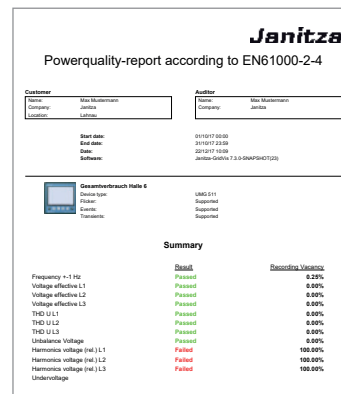 Janitza
Powerquality-report according to EN61000-2-4
Customer Auditor
Name: Max Mustermann Name: Max Mustermann
Company: Janitza Company: Janitza
Location: Lahnau
Start date: 01/10/17 00:00
End date: 31/10/17 23:59
Date: 22/12/17 10:09
Software: Janitza-GridVis 7.3.0-SNAPSHOT(23)
Gesamtverbrauch Halle 6
Device type: UMG 511
Flicker: Supported
Events: Supported
Transients: Supported
Summary
Result Recording Vacancy
Frequency +-1 Hz Passed 0.25%
Voltage effective L1 Passed 0.00%
Voltage effective L2 Passed 0.00%
Voltage effective L3 Passed 0.00%
THD U L1 Passed 0.00%
THD U L2 Passed 0.00%
THD U L3 Passed 0.00%
Unbalance Voltage Passed 0.00%
Harmonics voltage (rel.) L1 Failed 100.00%
Harmonics voltage (rel.) L2 Failed 100.00%
Harmonics voltage (rel.) L3 Failed 100.00%
Undervoltage